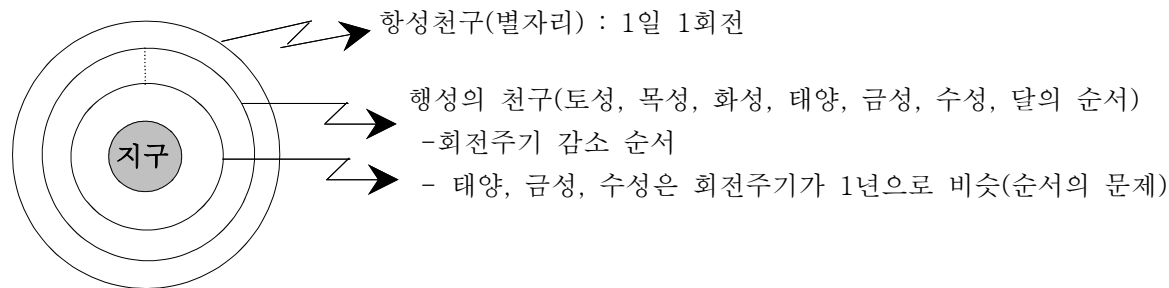 항성천구(별자리) : 1일 1회전
행성의 천구(토성, 목성, 화성, 태양, 금성, 수성, 달의 순서)
-회전주기 감소 순서
- 태양, 금성, 수성은 회전주기가 1년으로 비슷(순서의 문제)
지구